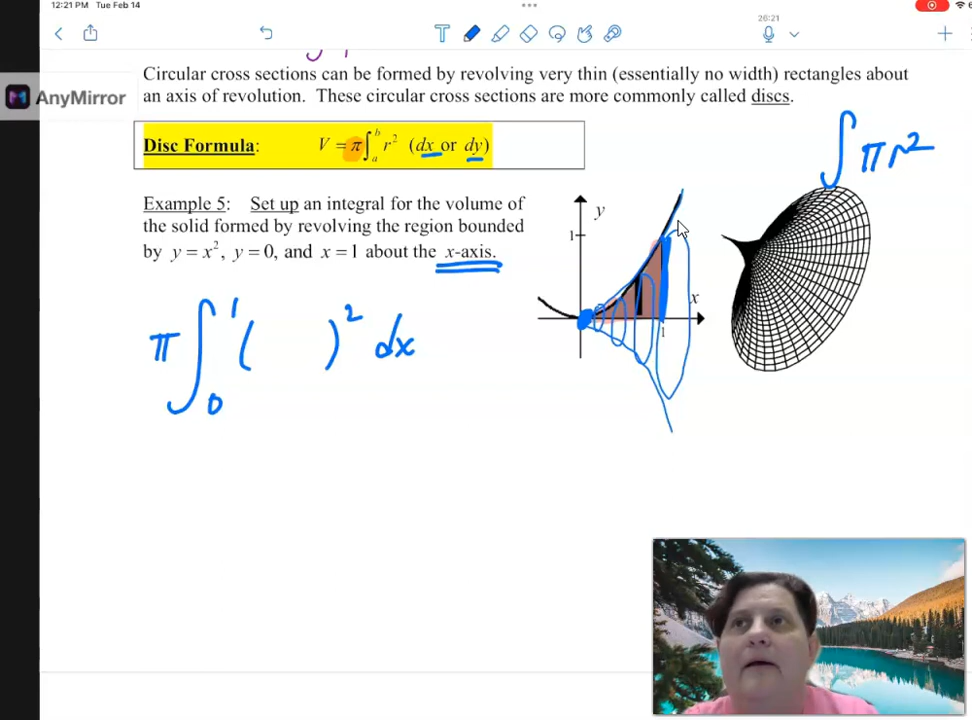 12:21 PM Tue Feb 14
26:21
T
AnyMirror
Circular cross sections can be formed by revolving very thin (essentially no width) rectangles about
an axis of revolution. These circular cross sections are more commonly called discs.
Disc Formula: V = π∫ₐᵇ r² (dx or dy)
∫πr²
Example 5: Set up an integral for the volume of
the solid formed by revolving the region bounded
by y = x², y = 0, and x = 1 about the x-axis.
y
1
x
1
π∫₀¹( )² dx